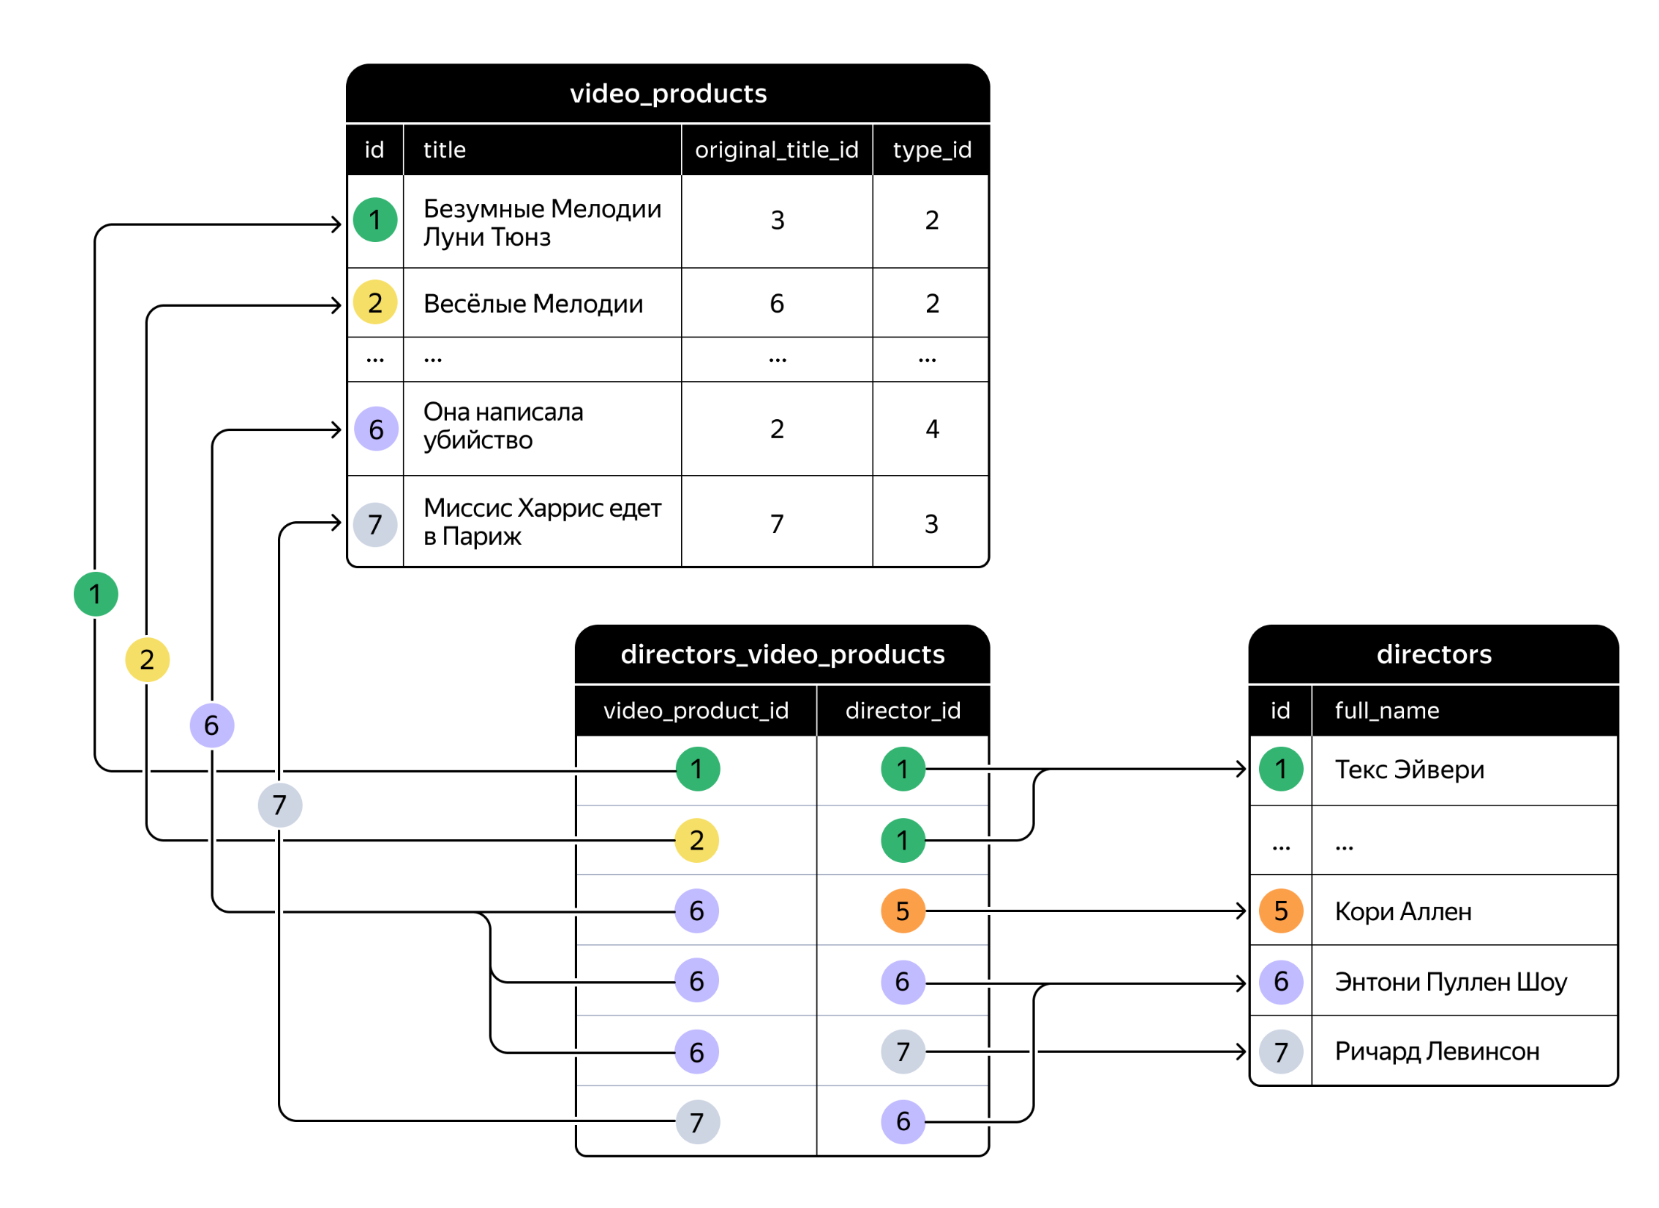 video_products
id title original_title_id type_id
1 Безумные Мелодии
Луни Тюнз 3 2
2 Весёлые Мелодии 6 2
... ... ... ...
6 Она написала
убийство 2 4
7 Миссис Харрис едет
в Париж 7 3
1
2
6
7
directors_video_products
video_product_id director_id
1 1
2 1
6 5
6 6
6 7
7 6
directors
id full_name
1 Текс Эйвери
... ...
5 Кори Аллен
6 Энтони Пуллен Шоу
7 Ричард Левинсон